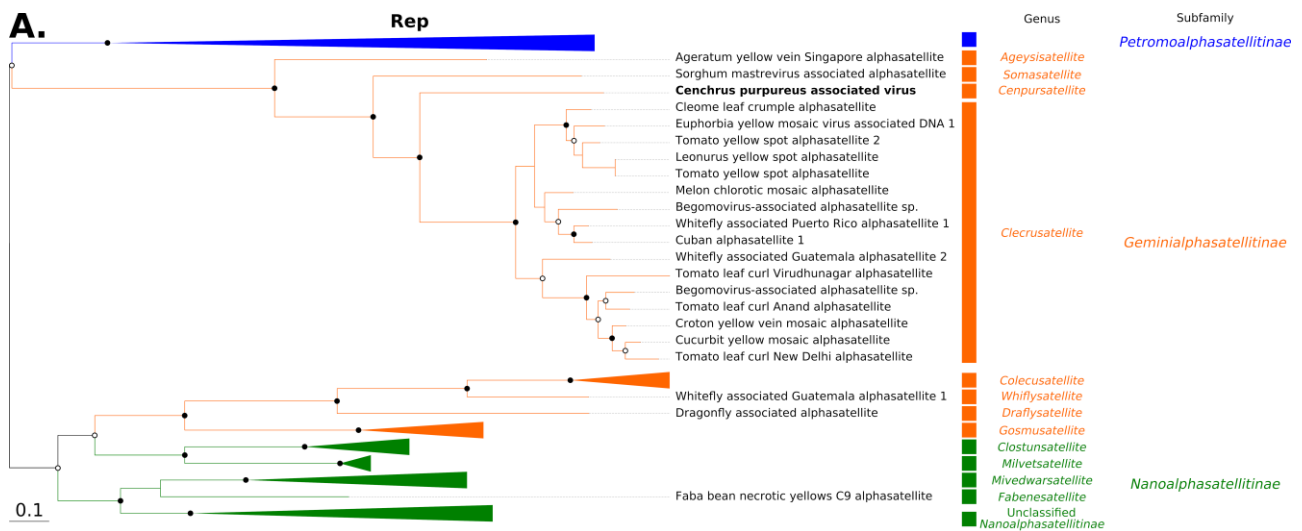 A.
Rep
Genus
Subfamily
Petromoalphasatellitinae
Ageratum yellow vein Singapore alphasatellite
Ageysisatellite
Sorghum mastrevirus associated alphasatellite
Somasatellite
Cenchrus purpureus associated virus
Cenpursatellite
Cleome leaf crumple alphasatellite
Euphorbia yellow mosaic virus associated DNA 1
Tomato yellow spot alphasatellite 2
Leonurus yellow spot alphasatellite
Tomato yellow spot alphasatellite
Melon chlorotic mosaic alphasatellite
Begomovirus-associated alphasatellite sp.
Whitefly associated Puerto Rico alphasatellite 1
Clecrusatellite
Geminialphasatellitinae
Cuban alphasatellite 1
Whitefly associated Guatemala alphasatellite 2
Tomato leaf curl Virudhunagar alphasatellite
Begomovirus-associated alphasatellite sp.
Tomato leaf curl Anand alphasatellite
Croton yellow vein mosaic alphasatellite
Cucurbit yellow mosaic alphasatellite
Tomato leaf curl New Delhi alphasatellite
Colecusatellite
Whitefly associated Guatemala alphasatellite 1
Whiflysatellite
Dragonfly associated alphasatellite
Draflysatellite
Gosmusatellite
Clostunsatellite
Milvetsatellite
Mivedwarsatellite
Nanoalphasatellitinae
Faba bean necrotic yellows C9 alphasatellite
Fabenesatellite
0.1
Unclassified
Nanoalphasatellitinae